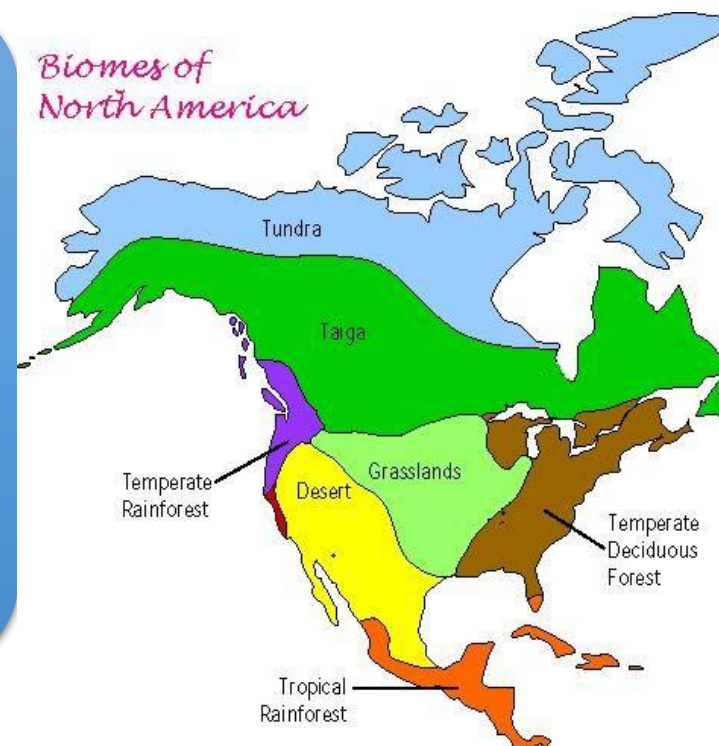 Biomes of
North America
Tundra
Taiga
Grasslands
Desert
Temperate
Rainforest
Temperate
Deciduous
Forest
Tropical
Rainforest